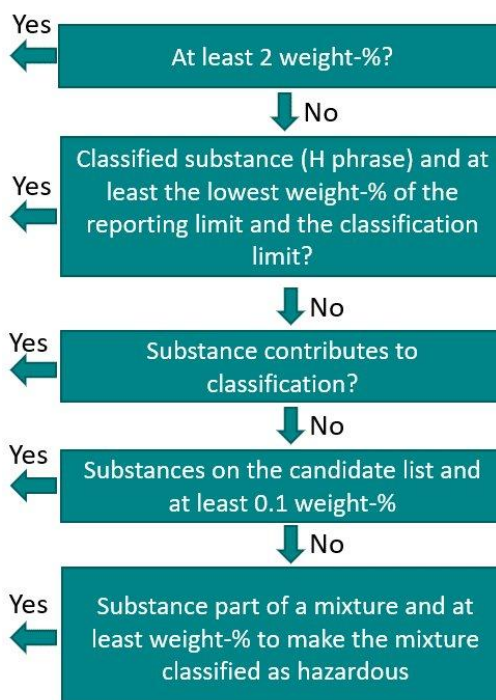 Yes
At least 2 weight-%?
No
Classified substance (H phrase) and at
least the lowest weight-% of the
reporting limit and the classification
limit?
Yes
No
Substance contributes to
classification?
Yes
No
Substances on the candidate list and
at least 0.1 weight-%
Yes
No
Substance part of a mixture and at
least weight-% to make the mixture
classified as hazardous
Yes